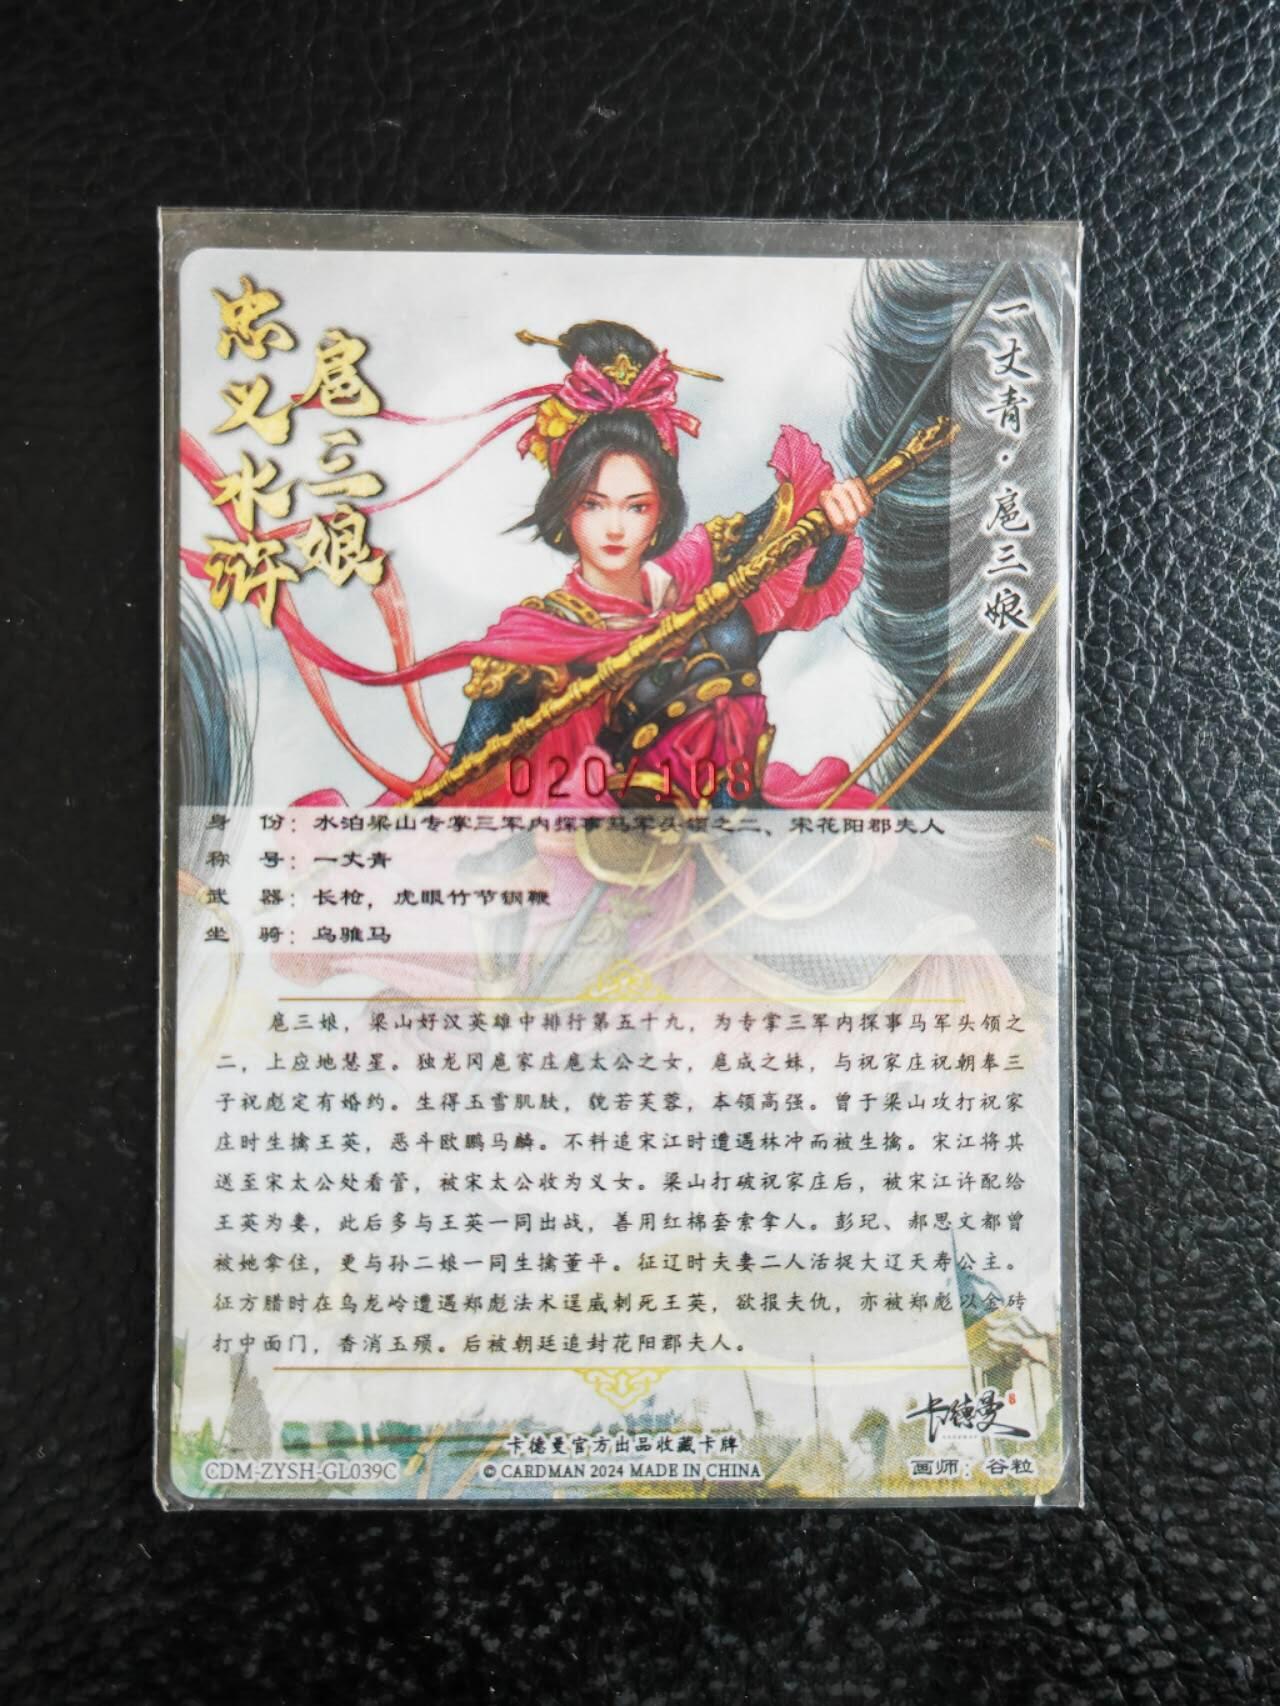 忠义水浒
扈三娘
一丈青·扈三娘
020/108
身 份：水泊梁山专掌三军内探事马军头领之二、宋花阳郡夫人
称 号：一丈青
武 器：长枪，虎眼竹节钢鞭
坐 骑：乌骓马
扈三娘，梁山好汉英雄中排行第五十九，为专掌三军内探事马军头领之
二，上应地慧星。独龙冈扈家庄扈太公之女，扈成之妹，与祝家庄祝朝奉三
子祝彪定有婚约。生得玉雪肌肤，貌若芙蓉，本领高强。曾于梁山攻打祝家
庄时生擒王英，恶斗欧鹏马麟。不料追宋江时遭遇林冲而被生擒。宋江将其
送至宋太公处看管，被宋太公收为义女。梁山打破祝家庄后，被宋江许配给
王英为妻，此后多与王英一同出战，善用红棉套索拿人。彭玘、郝思文都曾
被她拿住，更与孙二娘一同生擒董平。征辽时夫妻二人活捉大辽天寿公主。
征方腊时在乌龙岭遭遇郑彪法术逞威刺死王英，欲报夫仇，亦被郑彪以金砖
打中面门，香消玉殒。后被朝廷追封花阳郡夫人。
卡德曼
卡德曼官方出品收藏卡牌
CDM-ZYSH-GL039C
© CARDMAN 2024 MADE IN CHINA
画师：谷粒